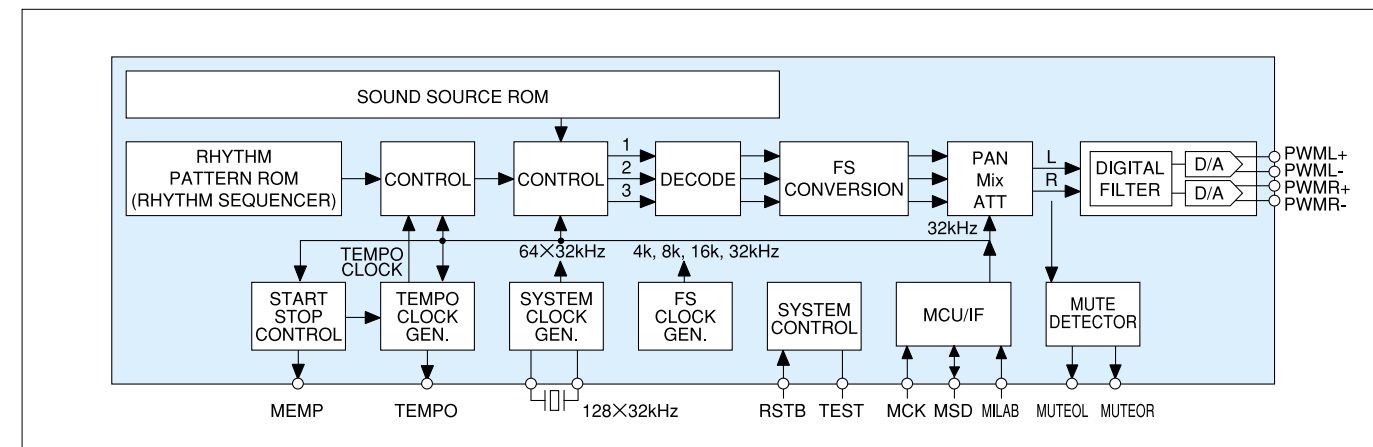 SOUND SOURCE ROM
RHYTHM
PATTERN ROM
(RHYTHM SEQUENCER)
CONTROL
CONTROL
1
2
3
DECODE
FS
CONVERSION
PAN
Mix
ATT
L
R
DIGITAL
FILTER
D/A
D/A
PWML+
PWML-
PWMR+
PWMR-
TEMPO
CLOCK
64×32kHz
4k, 8k, 16k, 32kHz
32kHz
START
STOP
CONTROL
TEMPO
CLOCK
GEN.
SYSTEM
CLOCK
GEN.
FS
CLOCK
GEN.
SYSTEM
CONTROL
MCU/IF
MUTE
DETECTOR
MEMP
TEMPO
128×32kHz
RSTB
TEST
MCK
MSD
MILAB
MUTEOL
MUTEOR